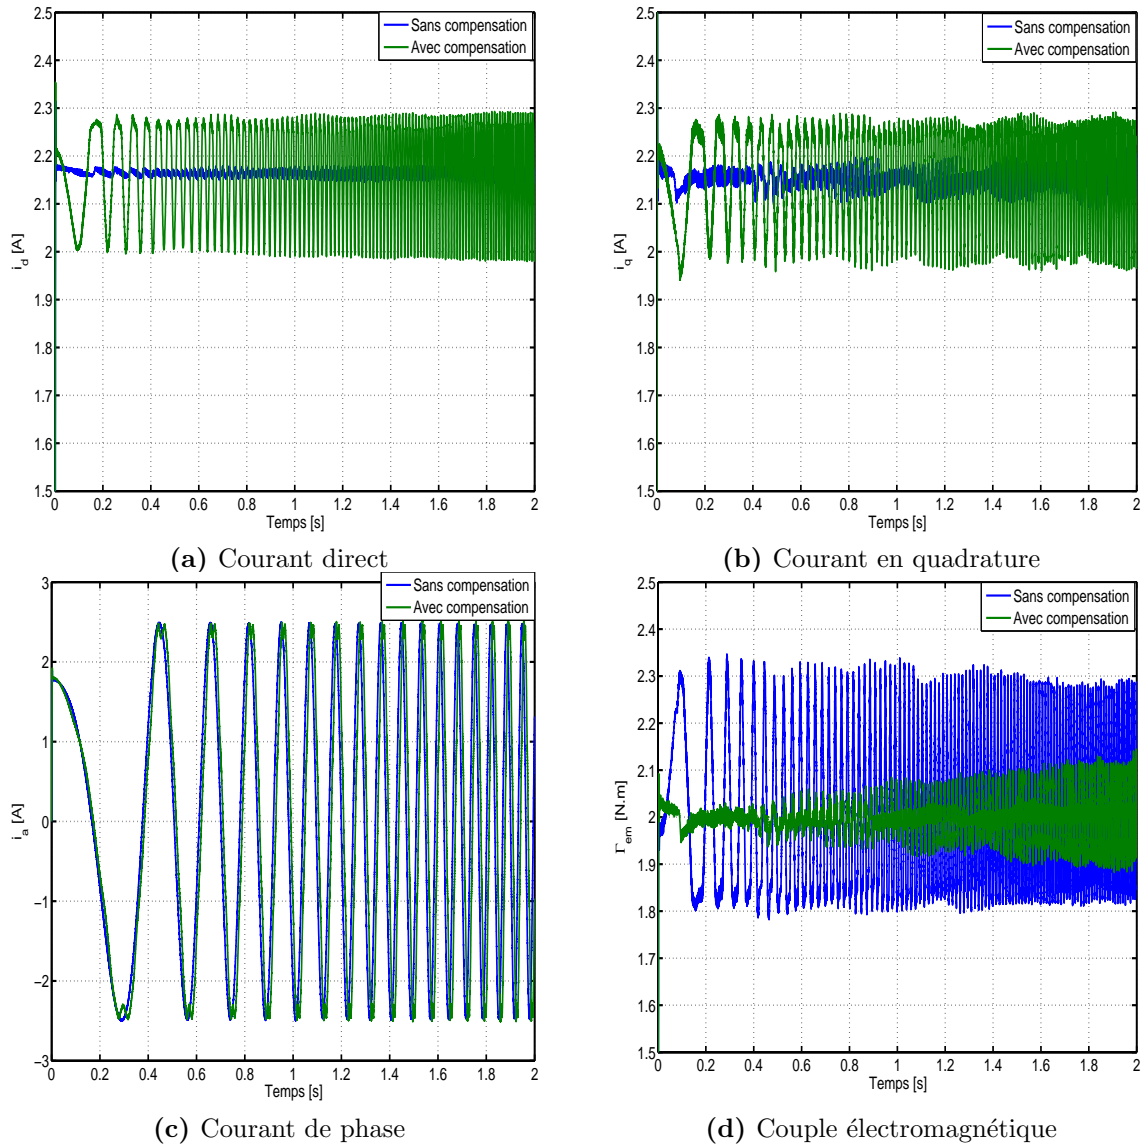 Sans compensation
Avec compensation
2.5
2.4
2.3
2.2
2.1
2
1.9
1.8
1.7
1.6
1.5
i_d [A]
0 0.2 0.4 0.6 0.8 1 1.2 1.4 1.6 1.8 2
Temps [s]
(a) Courant direct
Sans compensation
Avec compensation
2.5
2.4
2.3
2.2
2.1
2
1.9
1.8
1.7
1.6
1.5
i_q [A]
0 0.2 0.4 0.6 0.8 1 1.2 1.4 1.6 1.8 2
Temps [s]
(b) Courant en quadrature
Sans compensation
Avec compensation
3
2
1
0
−1
−2
−3
i_a [A]
0 0.2 0.4 0.6 0.8 1 1.2 1.4 1.6 1.8 2
Temps [s]
(c) Courant de phase
Sans compensation
Avec compensation
2.5
2.4
2.3
2.2
2.1
2
1.9
1.8
1.7
1.6
1.5
Γ_em [N.m]
0 0.2 0.4 0.6 0.8 1 1.2 1.4 1.6 1.8 2
Temps [s]
(d) Couple électromagnétique